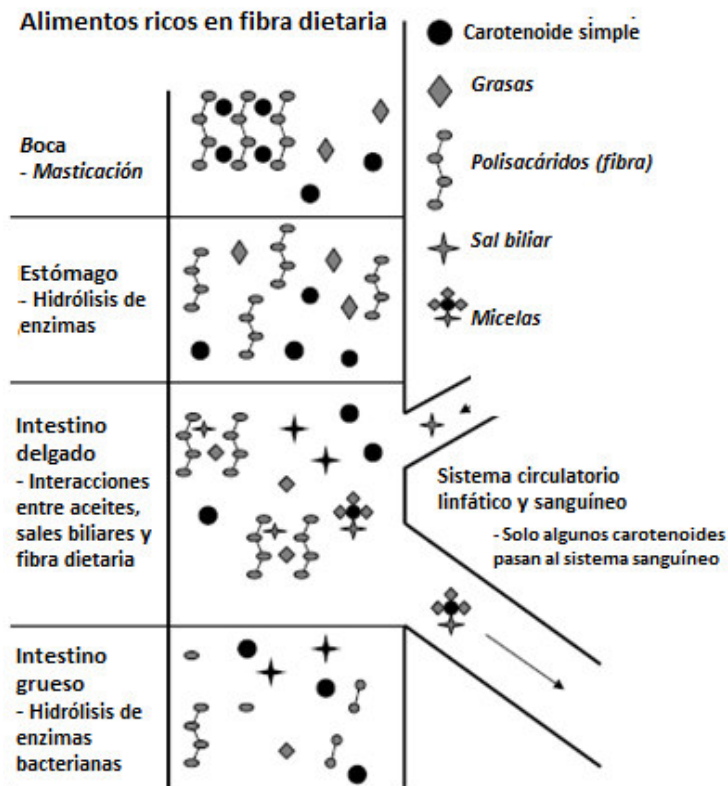 Alimentos ricos en fibra dietaria
Carotenoide simple
Grasas
Polisacáridos (fibra)
Sal biliar
Micelas
Boca
- Masticación
Estómago
- Hidrólisis de
enzimas
Intestino
delgado
- Interacciones
entre aceites,
sales biliares y
fibra dietaria
Sistema circulatorio
linfático y sanguíneo
- Solo algunos carotenoides
pasan al sistema sanguíneo
Intestino
grueso
- Hidrólisis de
enzimas
bacterianas